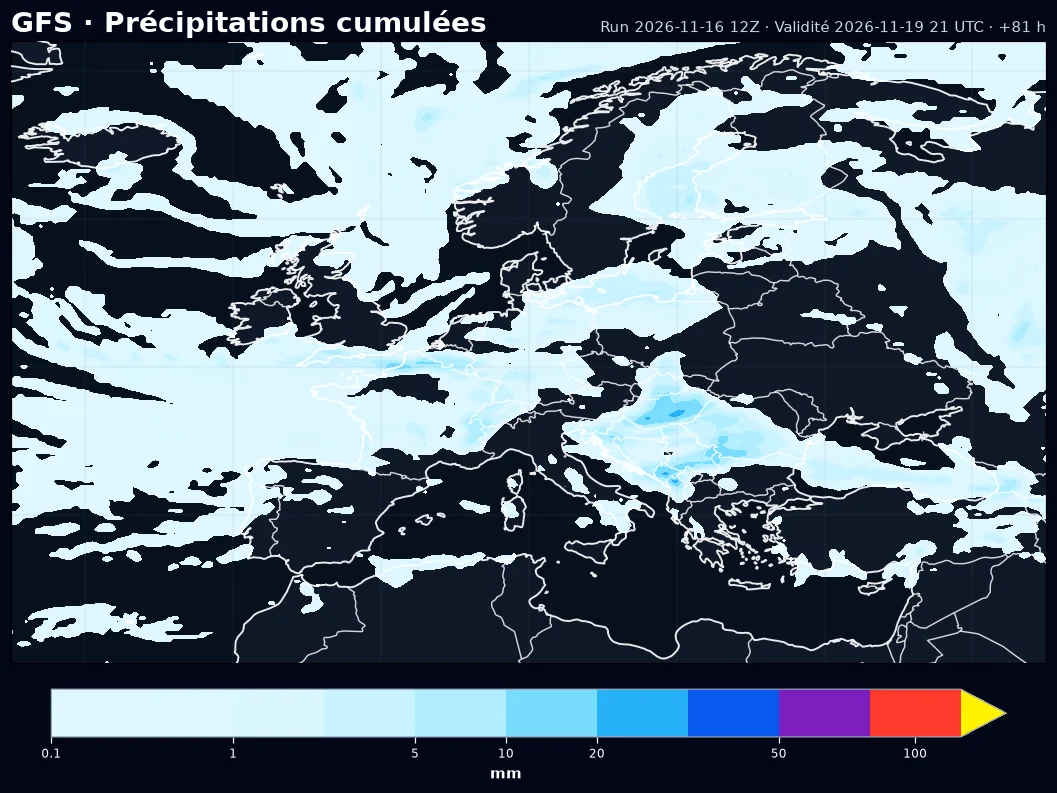 GFS · Précipitations cumulées
Run 2026-11-16 12Z · Validité 2026-11-19 21 UTC · +81 h
0.1 1 5 10 20 50 100
mm